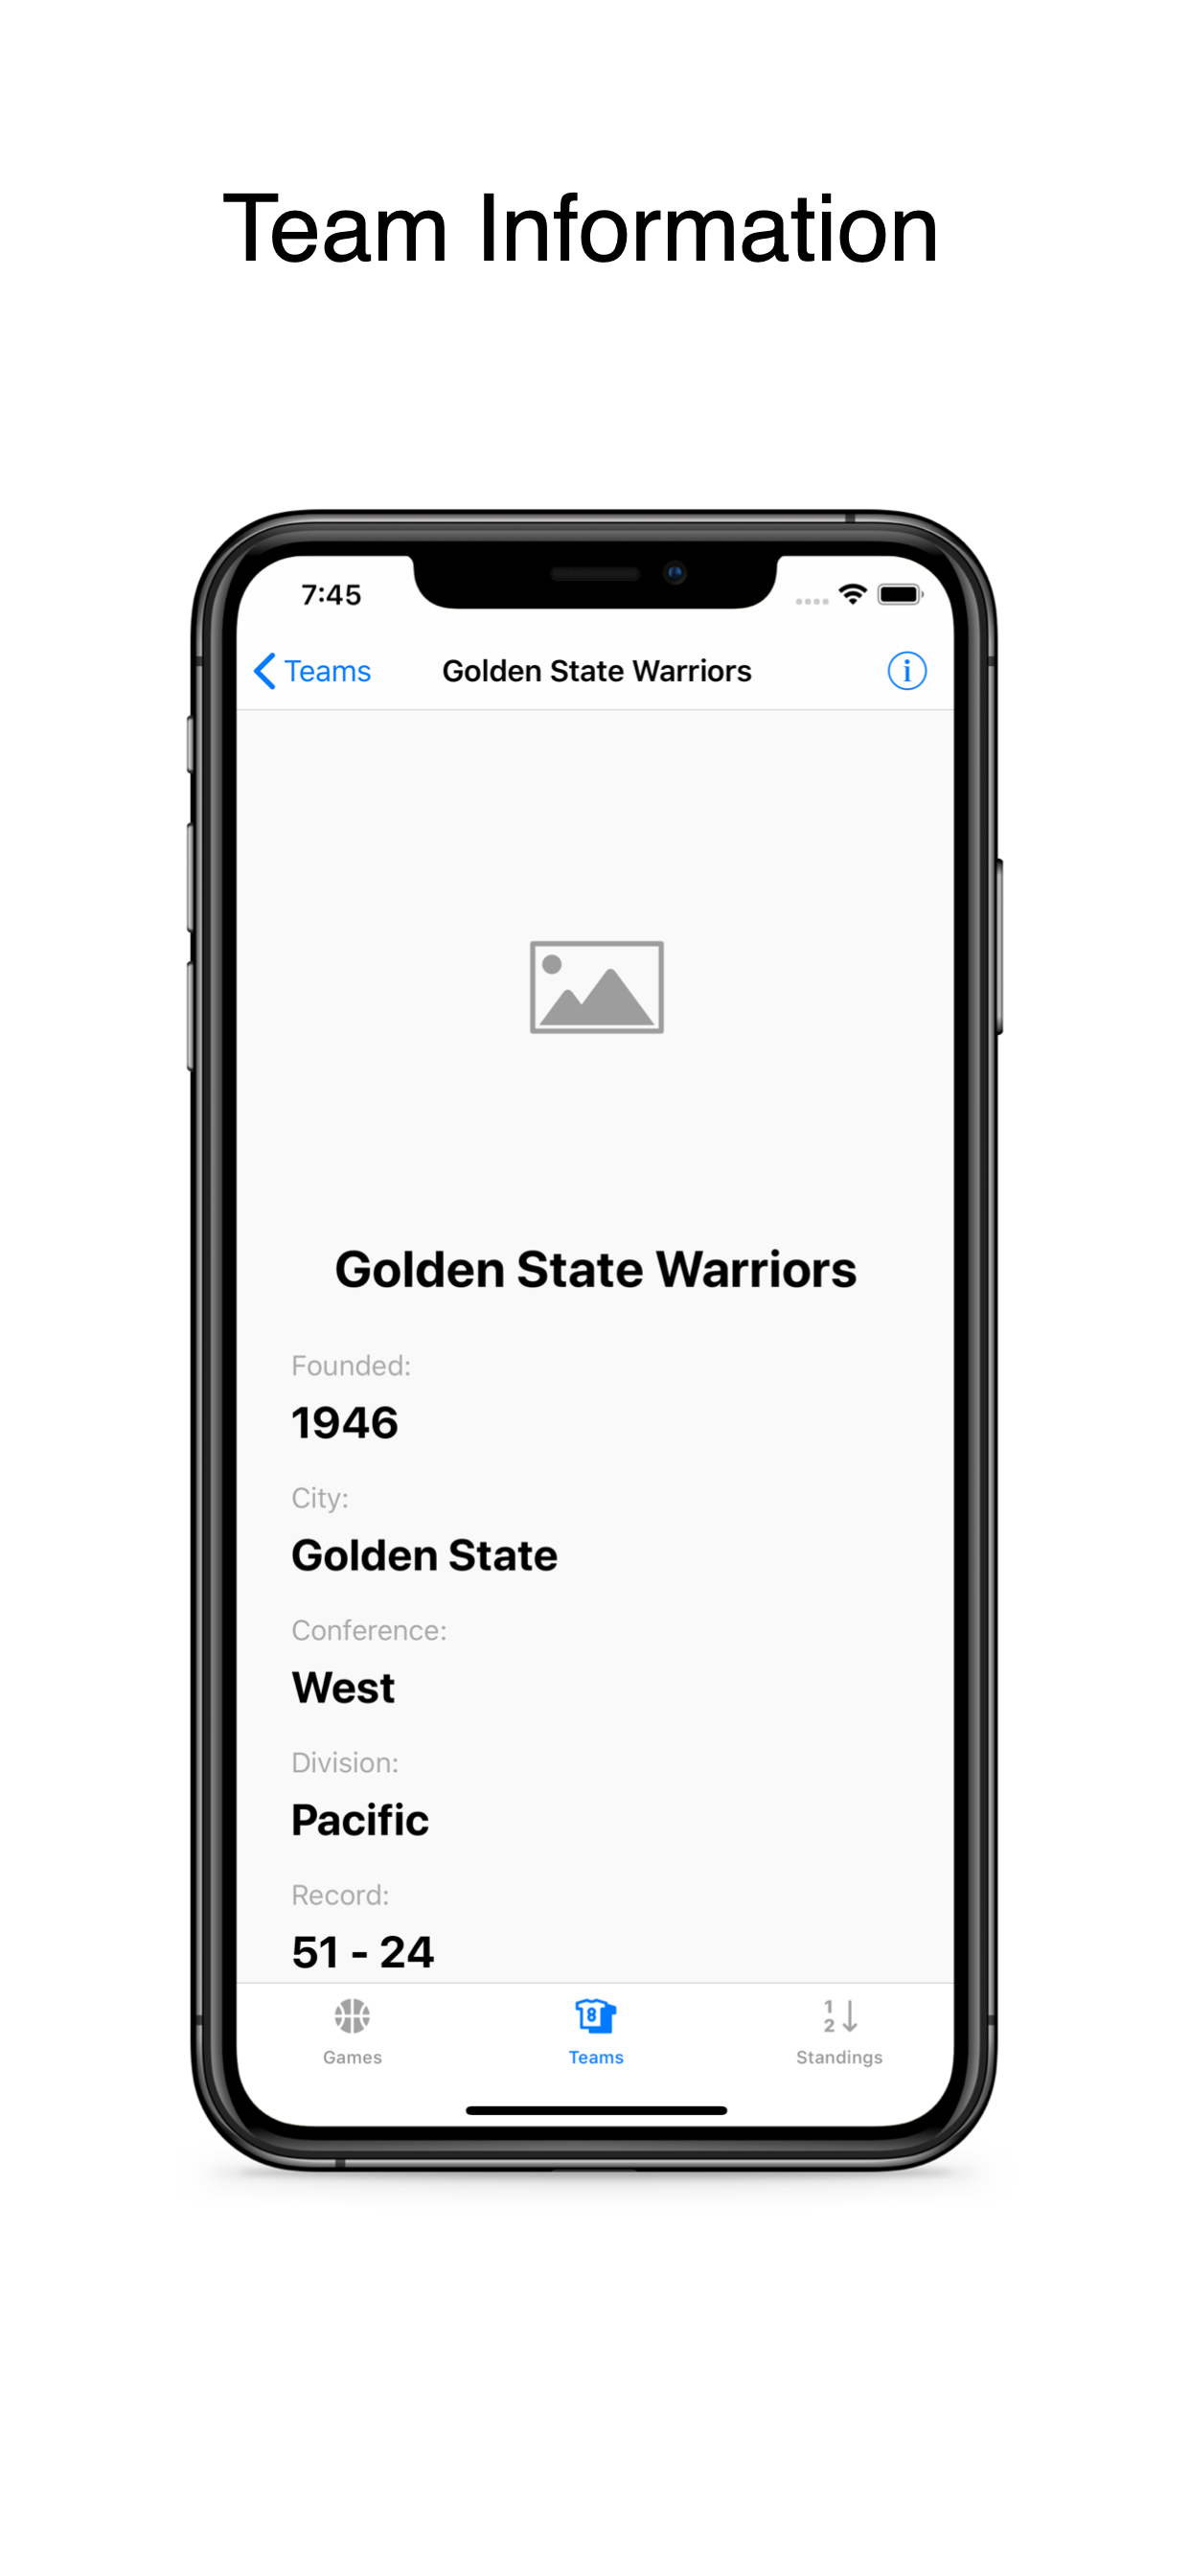 Team Information
7:45
Teams
Golden State Warriors
i
Golden State Warriors
Founded:
1946
City:
Golden State
Conference:
West
Division:
Pacific
Record:
51 - 24
8
1
2
Games
Teams
Standings